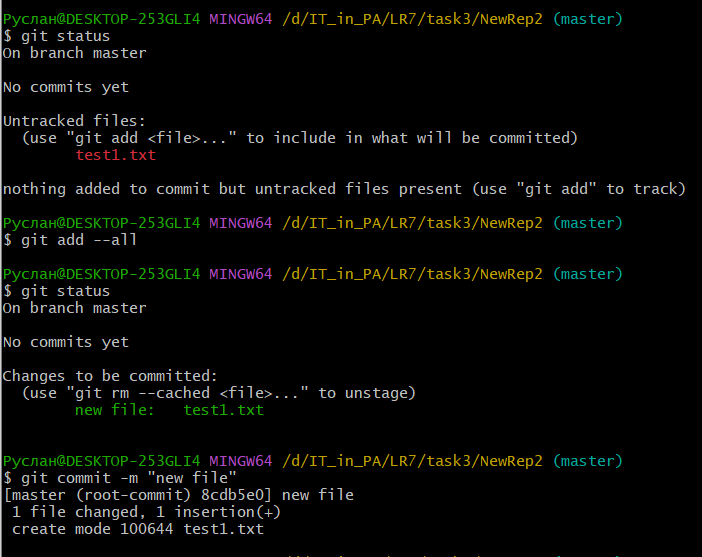 Руслан@DESKTOP-253GLI4 MINGW64 /d/IT_in_PA/LR7/task3/NewRep2 (master)
$ git status
On branch master

No commits yet

Untracked files:
  (use "git add <file>..." to include in what will be committed)
        test1.txt

nothing added to commit but untracked files present (use "git add" to track)

Руслан@DESKTOP-253GLI4 MINGW64 /d/IT_in_PA/LR7/task3/NewRep2 (master)
$ git add --all

Руслан@DESKTOP-253GLI4 MINGW64 /d/IT_in_PA/LR7/task3/NewRep2 (master)
$ git status
On branch master

No commits yet

Changes to be committed:
  (use "git rm --cached <file>..." to unstage)
        new file:   test1.txt


Руслан@DESKTOP-253GLI4 MINGW64 /d/IT_in_PA/LR7/task3/NewRep2 (master)
$ git commit -m "new file"
[master (root-commit) 8cdb5e0] new file
 1 file changed, 1 insertion(+)
 create mode 100644 test1.txt